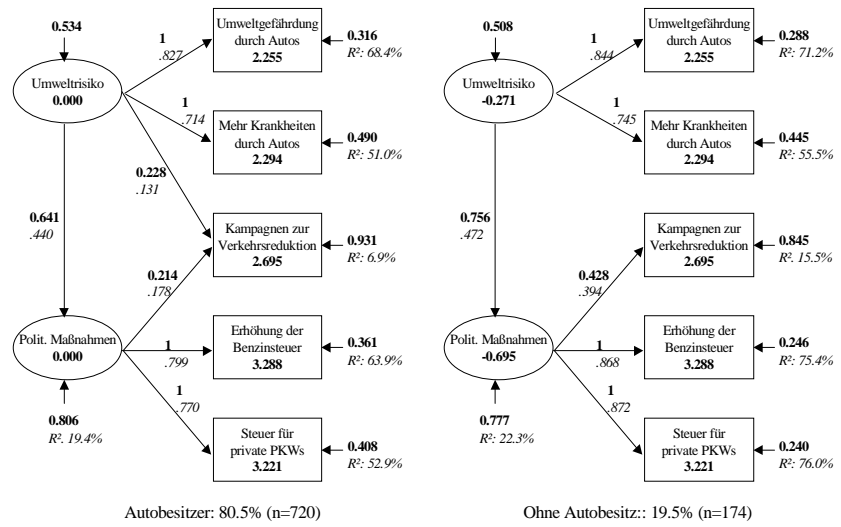 0.534
1
.827
Umweltgefährdung
durch Autos
2.255
0.316
R²: 68.4%
Umweltrisiko
0.000
1
.714
Mehr Krankheiten
durch Autos
2.294
0.490
R²: 51.0%
0.228
.131
0.641
.440
Kampagnen zur
Verkehrsreduktion
2.695
0.931
R²: 6.9%
0.214
.178
Polit. Maßnahmen
0.000
1
.799
Erhöhung der
Benzinsteuer
3.288
0.361
R²: 63.9%
1
.770
0.806
R². 19.4%
Steuer für
private PKWs
3.221
0.408
R²: 52.9%
Autobesitzer: 80.5% (n=720)
0.508
1
.844
Umweltgefährdung
durch Autos
2.255
0.288
R²: 71.2%
Umweltrisiko
-0.271
1
.745
Mehr Krankheiten
durch Autos
2.294
0.445
R²: 55.5%
0.756
.472
Kampagnen zur
Verkehrsreduktion
2.695
0.845
R². 15.5%
0.428
.394
Polit. Maßnahmen
-0.695
1
.868
Erhöhung der
Benzinsteuer
3.288
0.246
R²: 75.4%
1
.872
0.777
R²: 22.3%
Steuer für
private PKWs
3.221
0.240
R²: 76.0%
Ohne Autobesitz:: 19.5% (n=174)